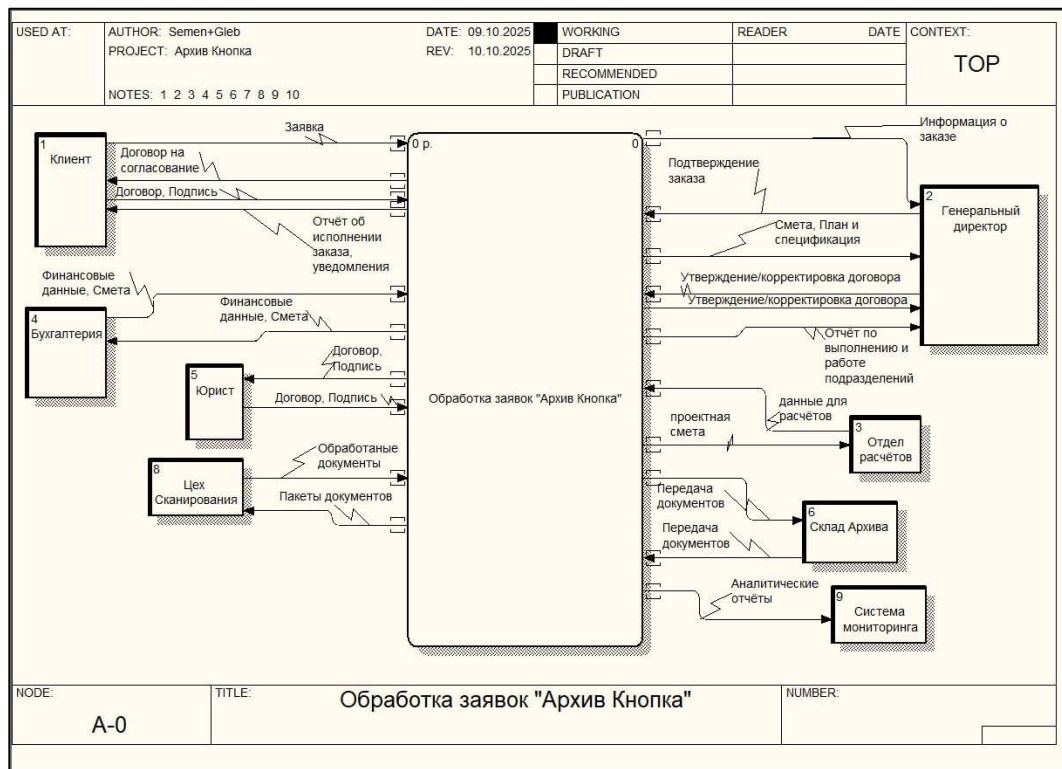 USED AT:
AUTHOR: Semen+Gleb
DATE: 09.10.2025
PROJECT: Архив Кнопка
REV: 10.10.2025
NOTES: 1 2 3 4 5 6 7 8 9 10
WORKING
DRAFT
RECOMMENDED
PUBLICATION
READER
DATE
CONTEXT:
TOP
1
Клиент
Заявка
Договор на
согласование
Договор, Подпись
Отчёт об
исполнении
заказа,
уведомления
Финансовые
данные, Смета
4
Бухгалтерия
Финансовые
данные, Смета
5
Юрист
Договор,
Подпись
Договор, Подпись
8
Цех
Сканирования
Обработаные
документы
Пакеты документов
0 р.
0
Обработка заявок "Архив Кнопка"
Информация о
заказе
Подтверждение
заказа
2
Генеральный
директор
Смета, План и
спецификация
Утверждение/корректировка договора
Утверждение/корректировка договора
Отчёт по
выполнению и
работе
подразделений
данные для
расчётов
проектная
смета
3
Отдел
расчётов
Передача
документов
6
Склад Архива
Передача
документов
Аналитические
отчёты
9
Система
мониторинга
NODE:
A-0
TITLE:
Обработка заявок "Архив Кнопка"
NUMBER: